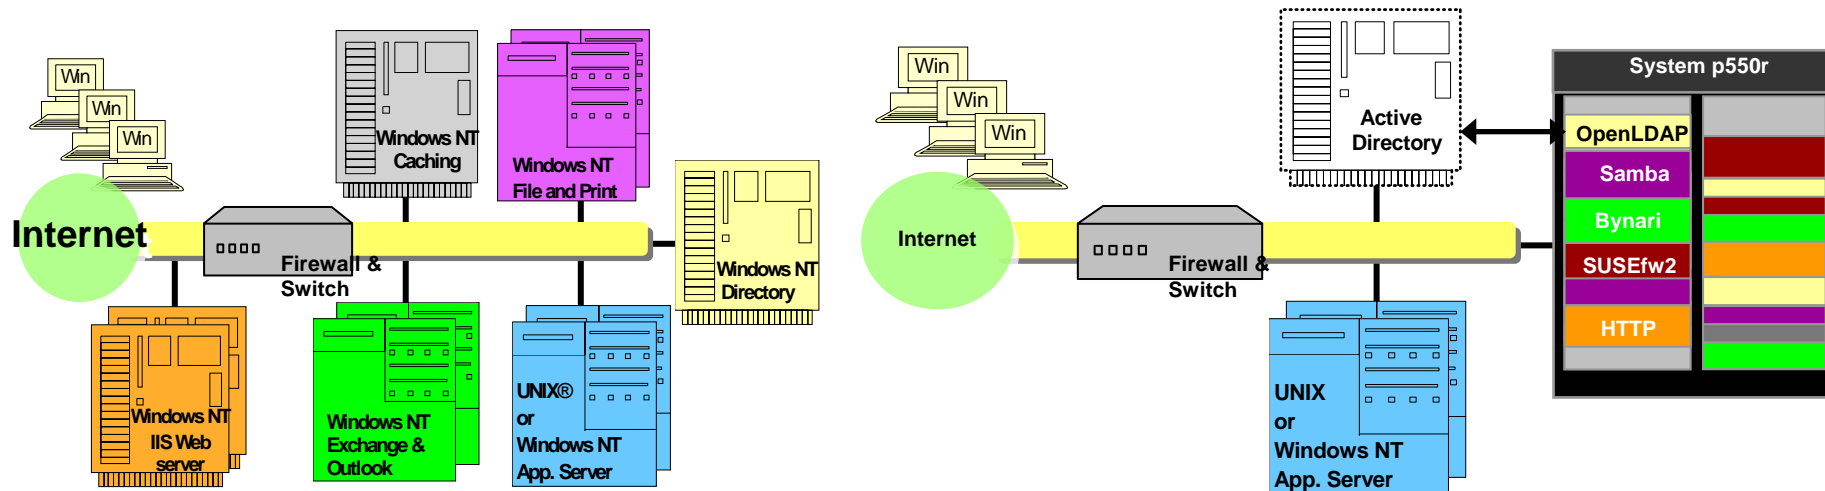 Win
Win
Win
Internet
Firewall &
Switch
Windows NT
Caching
Windows NT
File and Print
Windows NT
Directory
Windows NT
IIS Web
server
Windows NT
Exchange &
Outlook
UNIX®
or
Windows NT
App. Server
Win
Win
Win
Internet
Firewall &
Switch
Active
Directory
UNIX
or
Windows NT
App. Server
System p550r
OpenLDAP
Samba
Bynari
SUSEfw2
HTTP